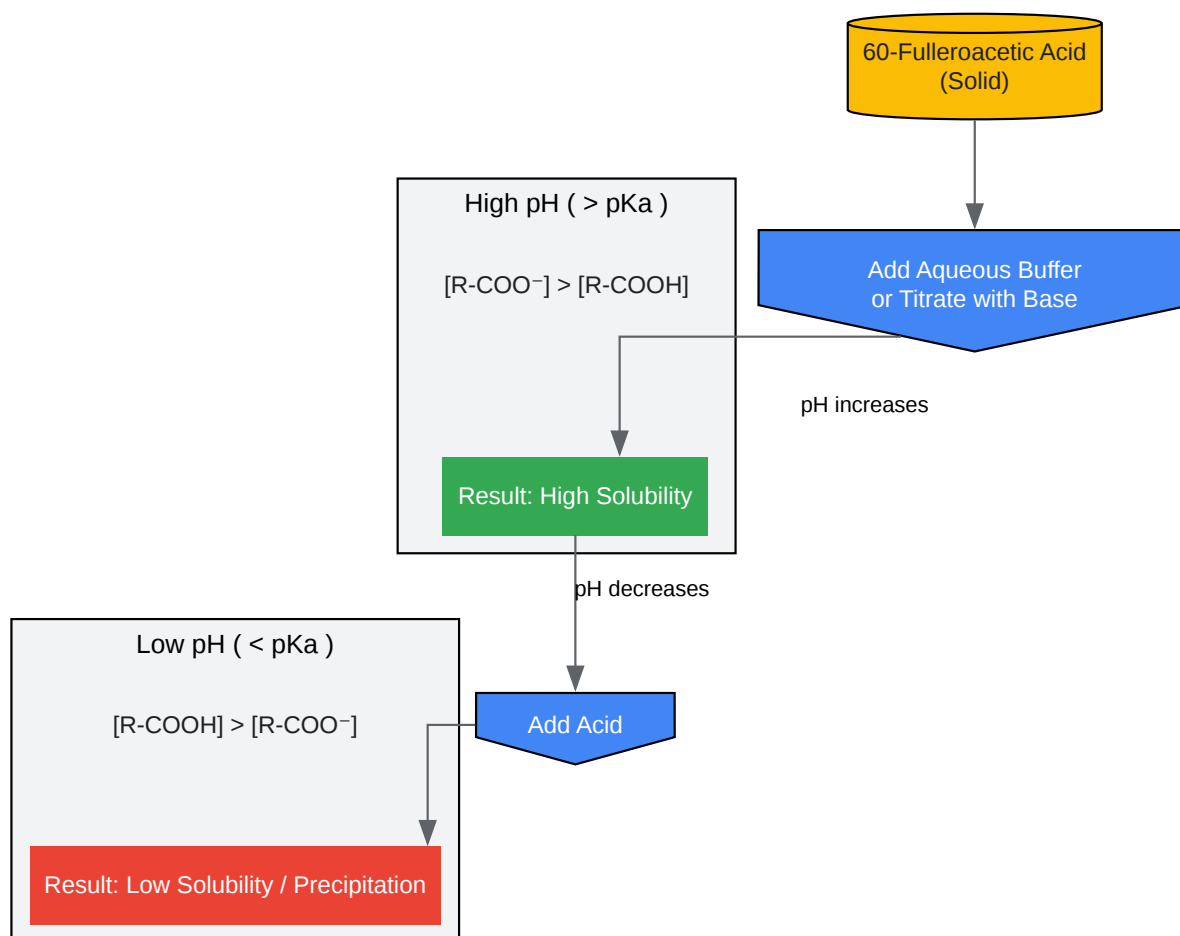 60-Fulleroacetic Acid
(Solid)
High pH ( > pKa )
[R-COO⁻] > [R-COOH]
Add Aqueous Buffer
or Titrate with Base
pH increases
Result: High Solubility
pH decreases
Low pH ( < pKa )
[R-COOH] > [R-COO⁻]
Add Acid
Result: Low Solubility / Precipitation